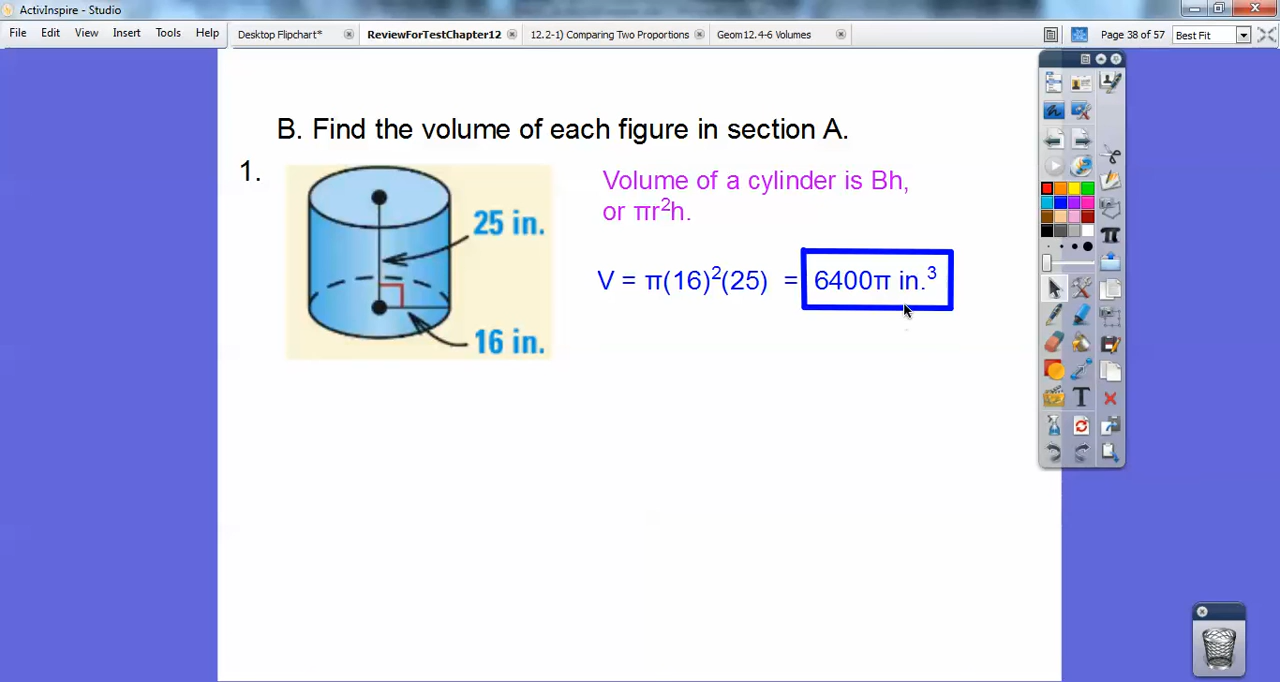 ActivInspire - Studio
File Edit View Insert Tools Help
Desktop Flipchart* ReviewForTestChapter12 12.2-1) Comparing Two Proportions Geom12.4-6 Volumes
Page 38 of 57 Best Fit
B. Find the volume of each figure in section A.
1.
25 in.
16 in.
Volume of a cylinder is Bh,
or πr²h.
V = π(16)²(25) = 6400π in.³